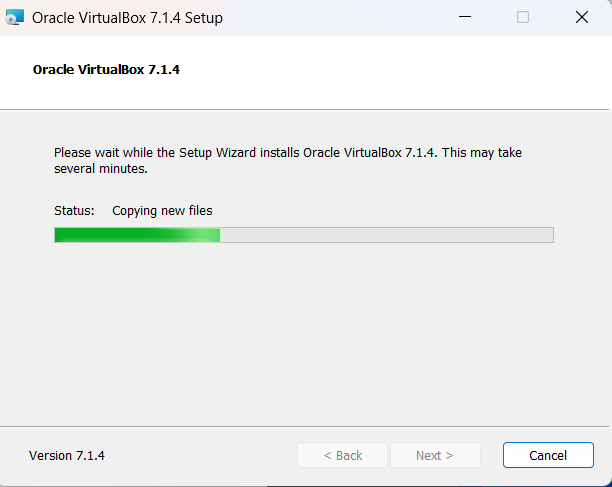 Oracle VirtualBox 7.1.4 Setup
Oracle VirtualBox 7.1.4
Please wait while the Setup Wizard installs Oracle VirtualBox 7.1.4. This may take
several minutes.
Status: Copying new files
Version 7.1.4
< Back
Next >
Cancel